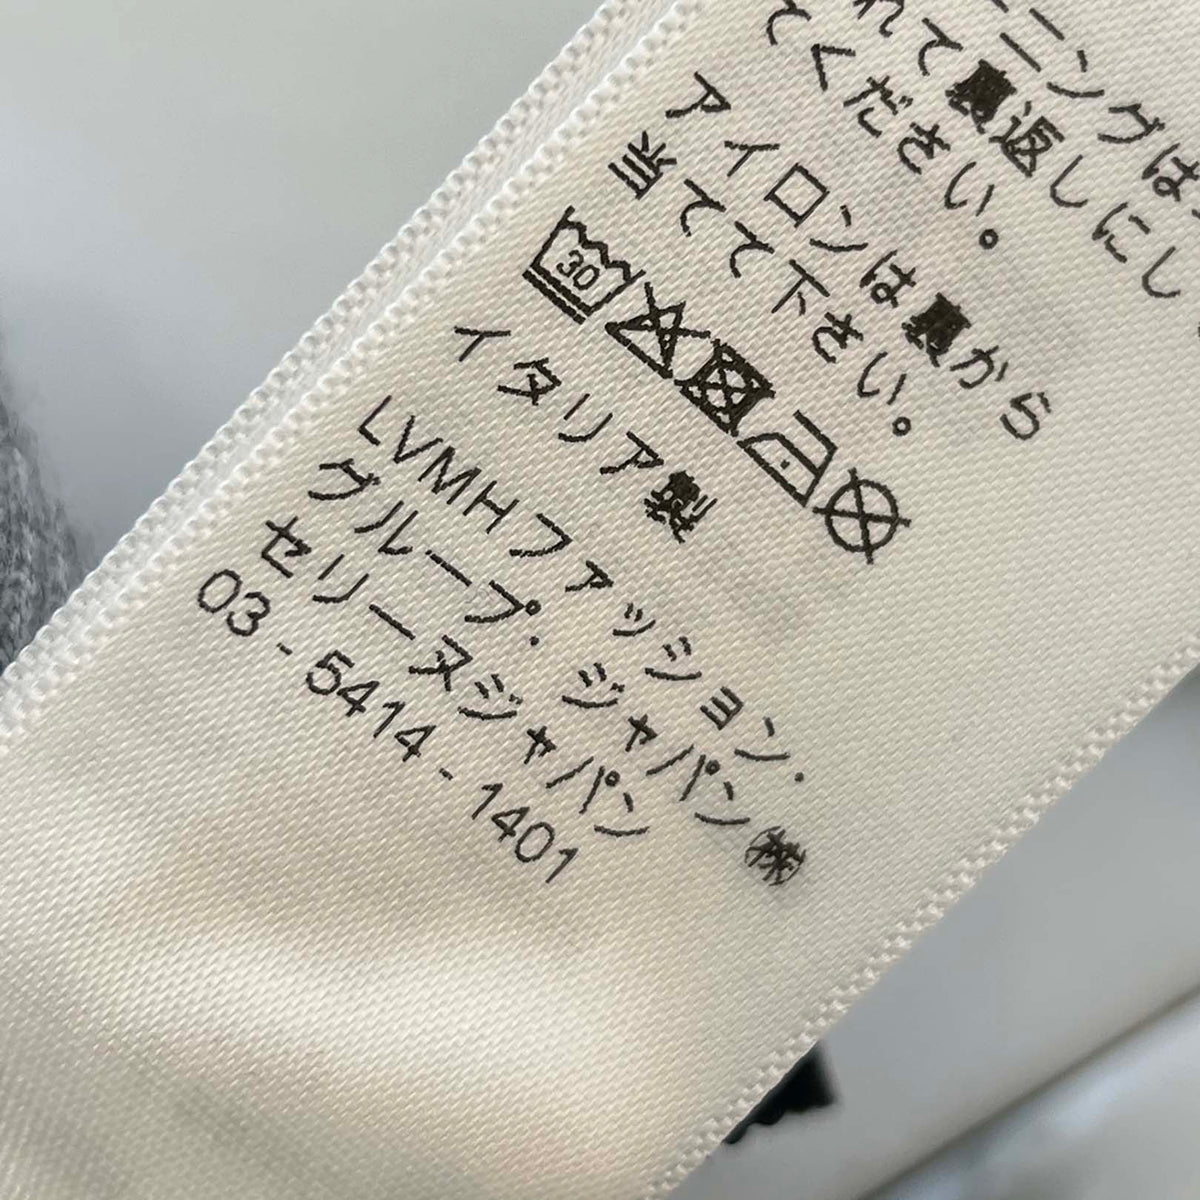 ーニングは
れて裏返しにし
てください。
アイロンは裏から
当てて下さい。
30
イタリア製
LVMHファッション.
グループ. ジャパン㈱
セリーヌジャパン
03-5414-1401